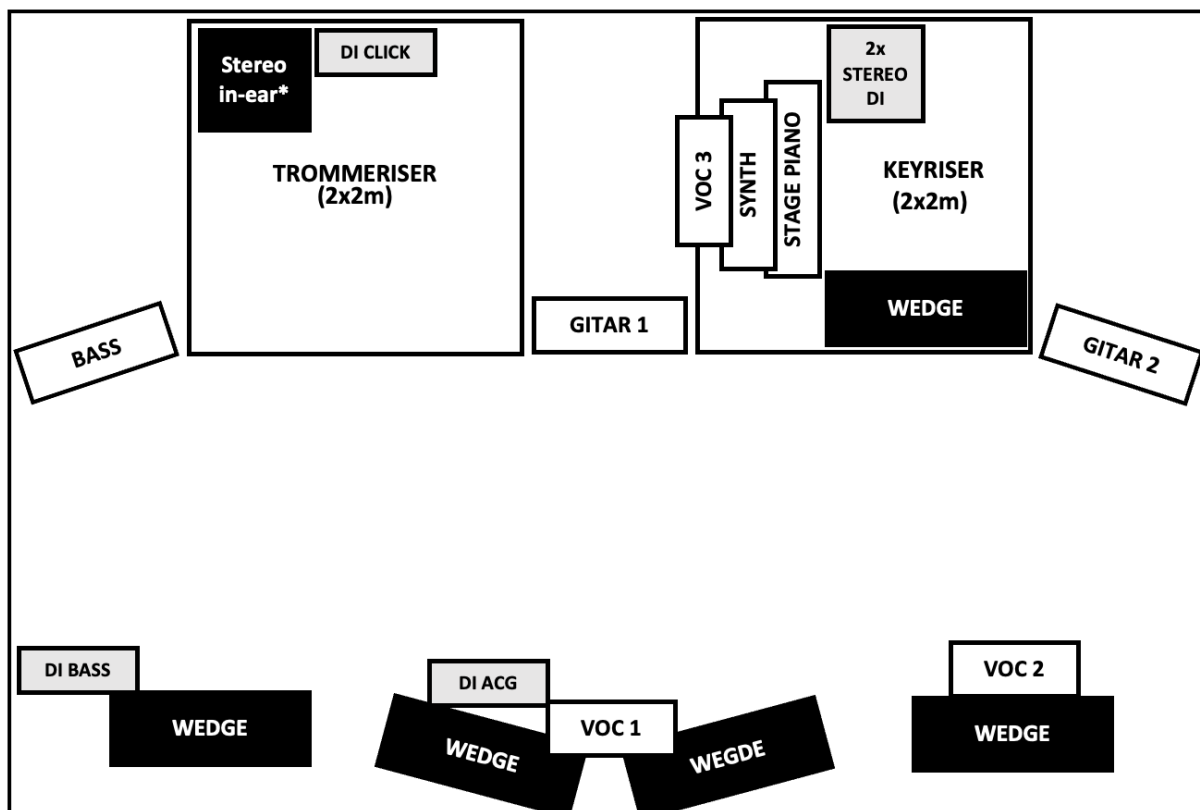 Stereo
in-ear*
DI CLICK
TROMMERISER
(2x2m)
2x
STEREO
DI
VOC 3
SYNTH
STAGE PIANO
KEYRISER
(2x2m)
WEDGE
BASS
GITAR 1
GITAR 2
DI BASS
WEDGE
DI ACG
WEDGE
VOC 1
WEGDE
VOC 2
WEDGE